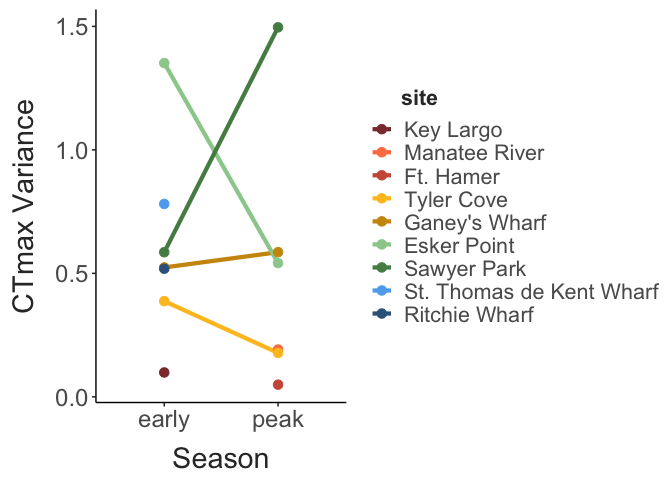 CTmax Variance
1.5
1.0
0.5
0.0
early
peak
Season
site
Key Largo
Manatee River
Ft. Hamer
Tyler Cove
Ganey's Wharf
Esker Point
Sawyer Park
St. Thomas de Kent Wharf
Ritchie Wharf